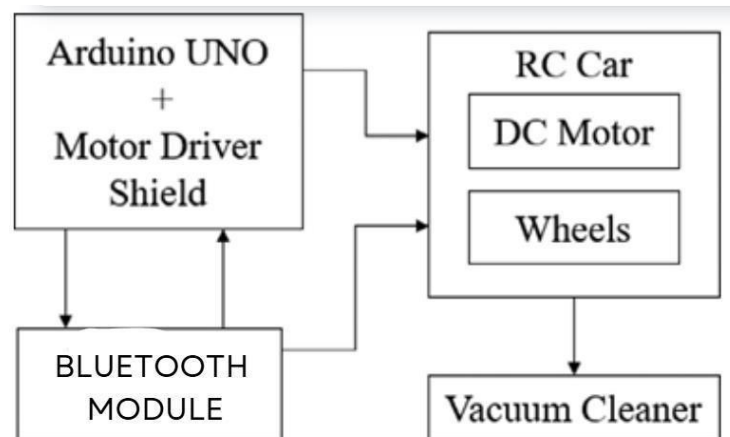 Arduino UNO
+
Motor Driver
Shield
RC Car
DC Motor
Wheels
BLUETOOTH
MODULE
Vacuum Cleaner